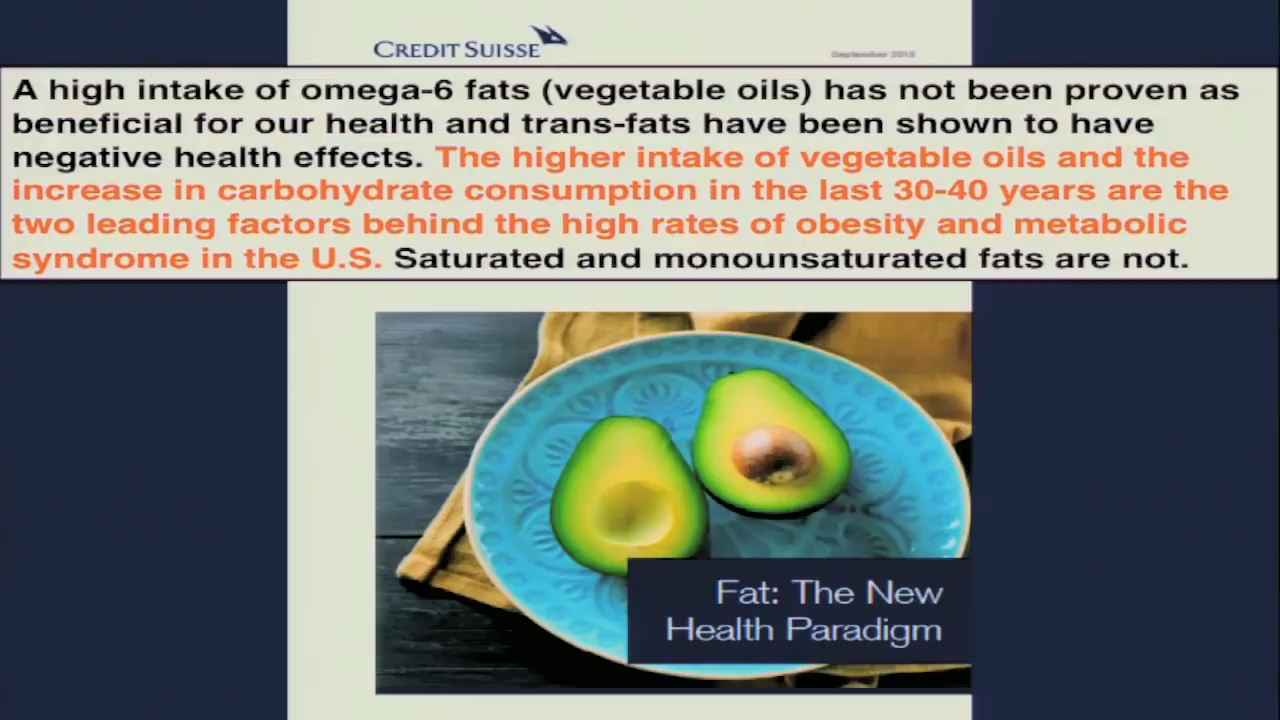 CREDIT SUISSE
September 2015
A high intake of omega-6 fats (vegetable oils) has not been proven as
beneficial for our health and trans-fats have been shown to have
negative health effects. The higher intake of vegetable oils and the
increase in carbohydrate consumption in the last 30-40 years are the
two leading factors behind the high rates of obesity and metabolic
syndrome in the U.S. Saturated and monounsaturated fats are not.
Fat: The New
Health Paradigm